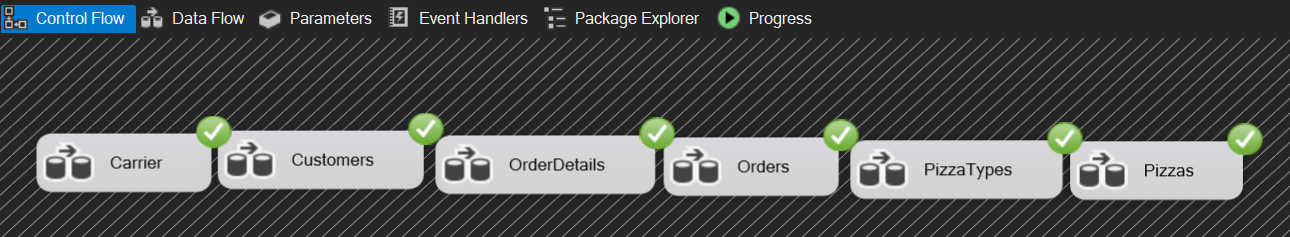 Control Flow Data Flow Parameters Event Handlers Package Explorer Progress
Carrier Customers OrderDetails Orders PizzaTypes Pizzas